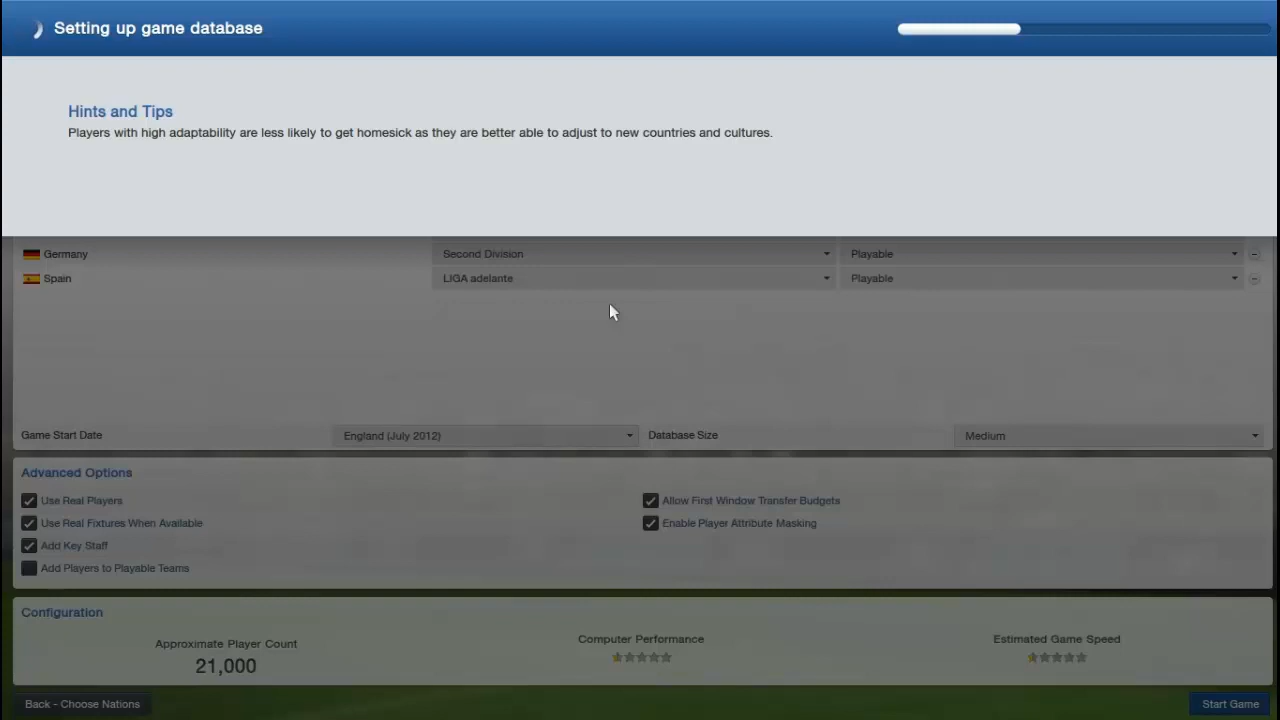 Setting up game database
Hints and Tips
Players with high adaptability are less likely to get homesick as they are better able to adjust to new countries and cultures.
Germany Second Division Playable
Spain LIGA adelante Playable
Game Start Date England (July 2012) Database Size Medium
Advanced Options
Use Real Players Allow First Window Transfer Budgets
Use Real Fixtures When Available Enable Player Attribute Masking
Add Key Staff
Add Players to Playable Teams
Configuration
Approximate Player Count Computer Performance Estimated Game Speed
21,000
Back - Choose Nations Start Game